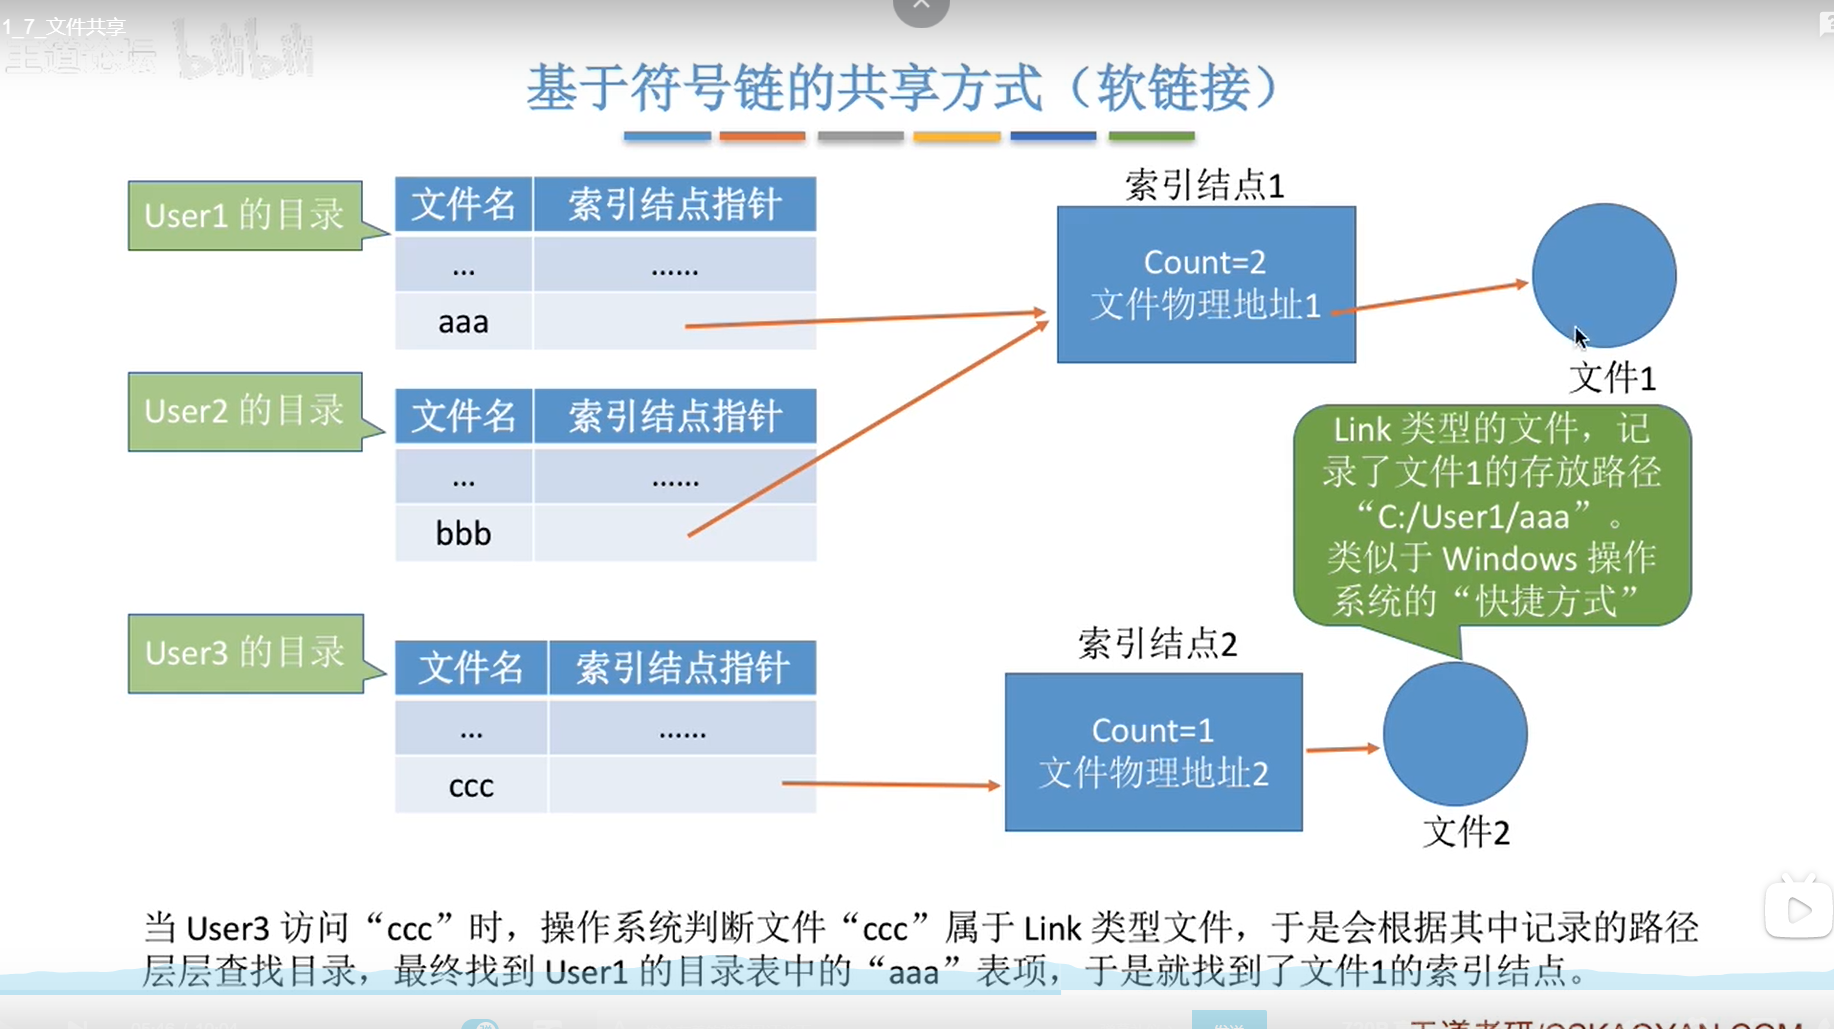 1_7_文件共享
王道论坛 bilibili
基于符号链的共享方式（软链接）
User1 的目录
文件名 索引结点指针
... ......
aaa
索引结点1
Count=2
文件物理地址1
文件1
User2 的目录
文件名 索引结点指针
... ......
bbb
Link 类型的文件，记
录了文件1的存放路径
“C:/User1/aaa”。
类似于 Windows 操作
系统的“快捷方式”
User3 的目录
文件名 索引结点指针
... ......
ccc
索引结点2
Count=1
文件物理地址2
文件2
当 User3 访问“ccc”时，操作系统判断文件“ccc”属于 Link 类型文件，于是会根据其中记录的路径
层层查找目录，最终找到 User1 的目录表中的“aaa”表项，于是就找到了文件1的索引结点。